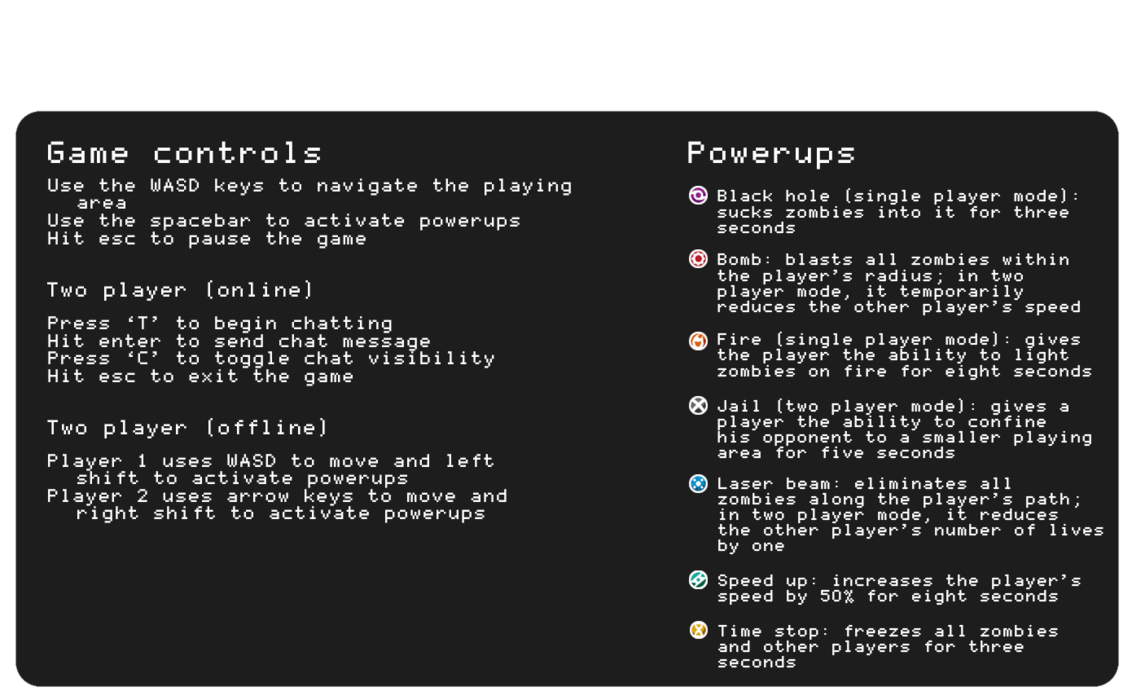 Game controls
Use the WASD keys to navigate the playing
area
Use the spacebar to activate powerups
Hit esc to pause the game
Two player (online)
Press ‘T’ to begin chatting
Hit enter to send chat message
Press ‘C’ to toggle chat visibility
Hit esc to exit the game
Two player (offline)
Player 1 uses WASD to move and left
shift to activate powerups
Player 2 uses arrow keys to move and
right shift to activate powerups
Powerups
Black hole (single player mode):
sucks zombies into it for three
seconds
Bomb: blasts all zombies within
the player’s radius; in two
player mode, it temporarily
reduces the other player’s speed
Fire (single player mode): gives
the player the ability to light
zombies on fire for eight seconds
Jail (two player mode): gives a
player the ability to confine
his opponent to a smaller playing
area for five seconds
Laser beam: eliminates all
zombies along the player’s path;
in two player mode, it reduces
the other player’s number of lives
by one
Speed up: increases the player’s
speed by 50% for eight seconds
Time stop: freezes all zombies
and other players for three
seconds